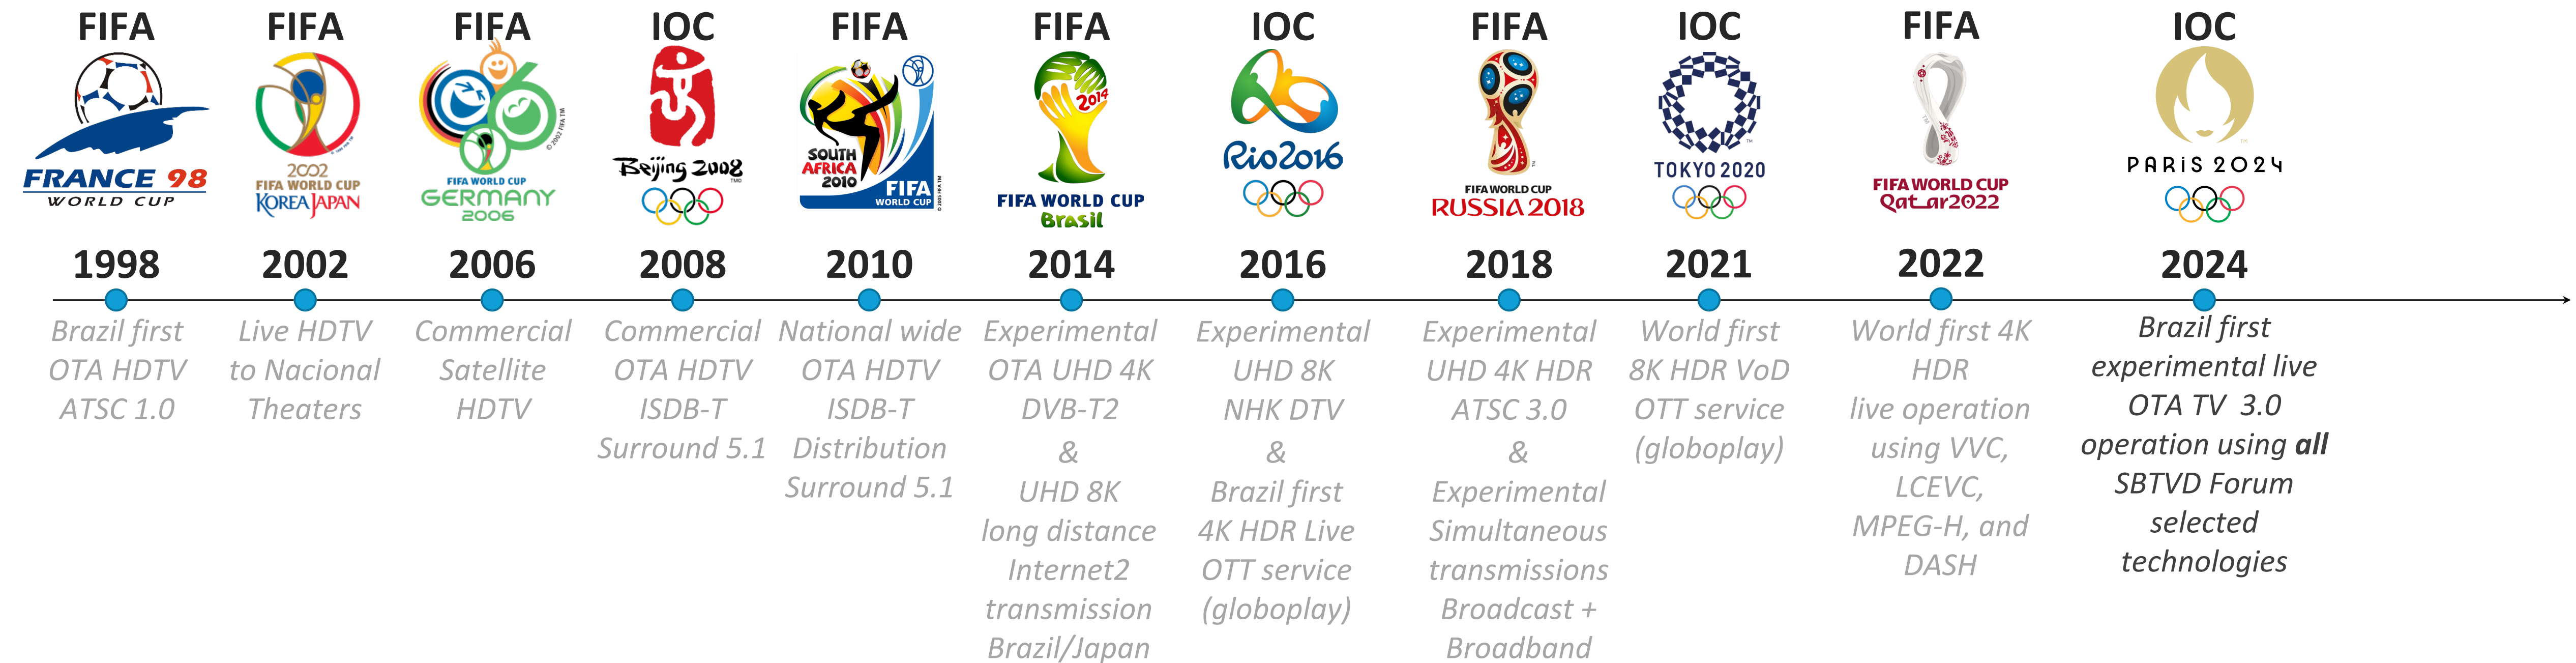 FIFA
FRANCE 98
WORLD CUP
1998
Brazil first
OTA HDTV
ATSC 1.0
FIFA
2002
FIFA WORLD CUP
KOREA JAPAN
2002
Live HDTV
to Nacional
Theaters
FIFA
© 2002 FIFA TM
FIFA WORLD CUP
GERMANY
2006
2006
Commercial
Satellite
HDTV
IOC
Beijing 2008
TM
2008
Commercial
OTA HDTV
ISDB-T
Surround 5.1
FIFA
SOUTH
AFRICA
2010
FIFA
WORLD CUP
© 2005 FIFA TM
2010
National wide
OTA HDTV
ISDB-T
Distribution
Surround 5.1
FIFA
2014
FIFA WORLD CUP
Brasil
2014
Experimental
OTA UHD 4K
DVB-T2
&
UHD 8K
long distance
Internet2
transmission
Brazil/Japan
IOC
Rio2016
2016
Experimental
UHD 8K
NHK DTV
&
Brazil first
4K HDR Live
OTT service
(globoplay)
FIFA
FIFA WORLD CUP
RUSSIA 2018
2018
Experimental
UHD 4K HDR
ATSC 3.0
&
Experimental
Simultaneous
transmissions
Broadcast +
Broadband
IOC
TOKYO 2020
2021
World first
8K HDR VoD
OTT service
(globoplay)
FIFA
FIFA WORLD CUP
Qatar2022
2022
World first 4K
HDR
live operation
using VVC,
LCEVC,
MPEG-H, and
DASH
IOC
PARIS 2024
2024
Brazil first
experimental live
OTA TV 3.0
operation using all
SBTVD Forum
selected
technologies